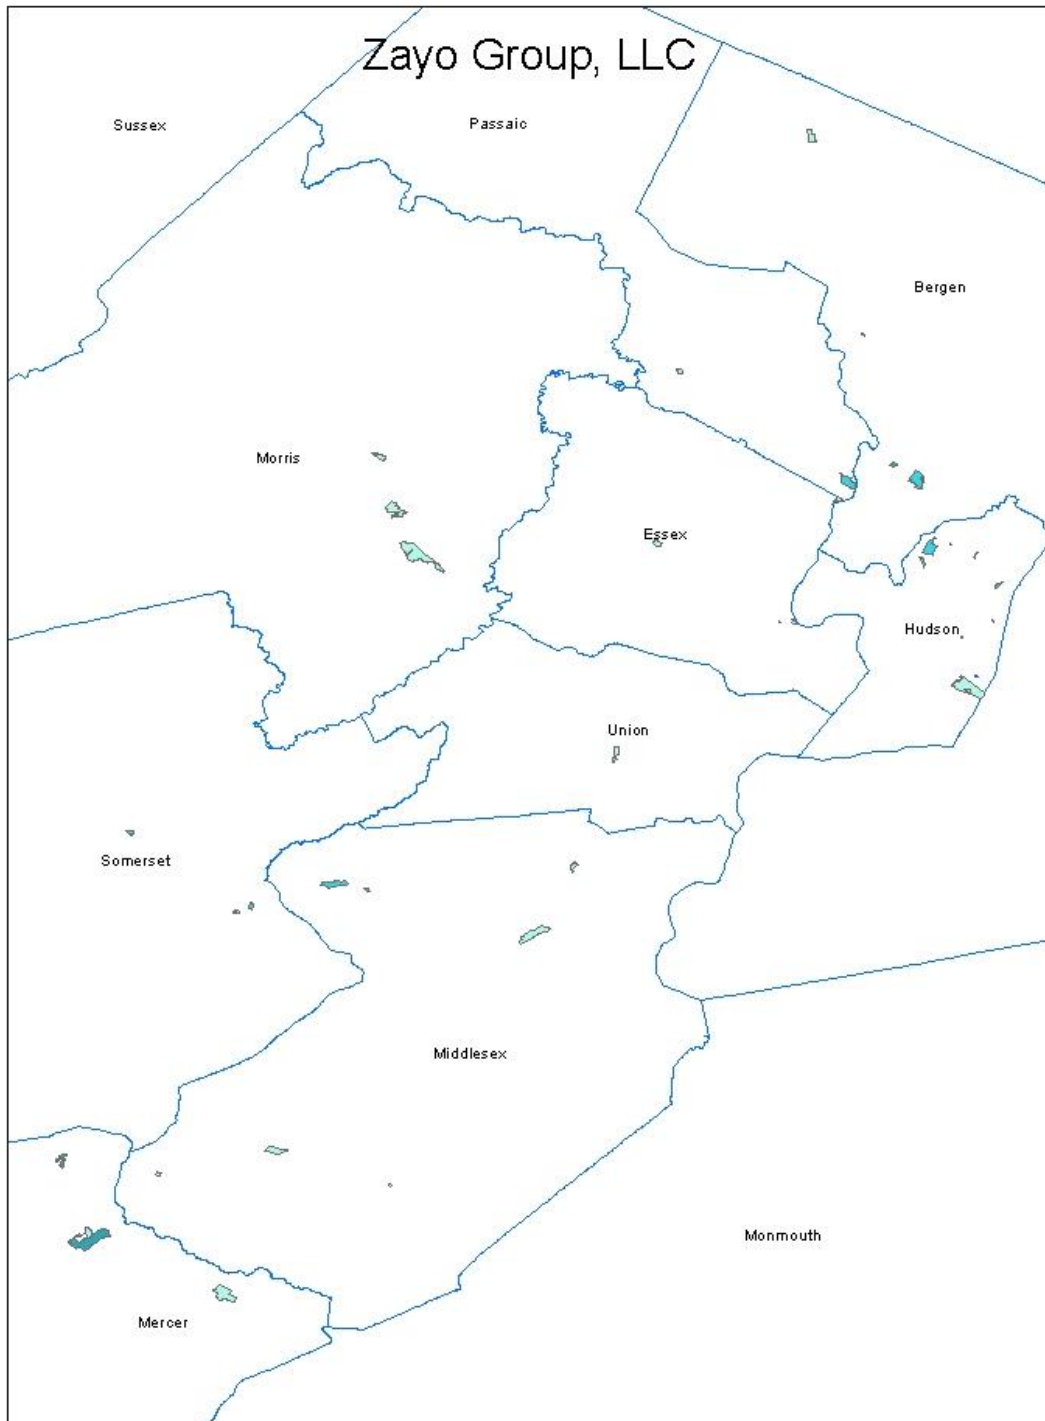 Zayo Group, LLC
Sussex
Passaic
Bergen
Morris
Essex
Hudson
Union
Somerset
Middlesex
Monmouth
Mercer